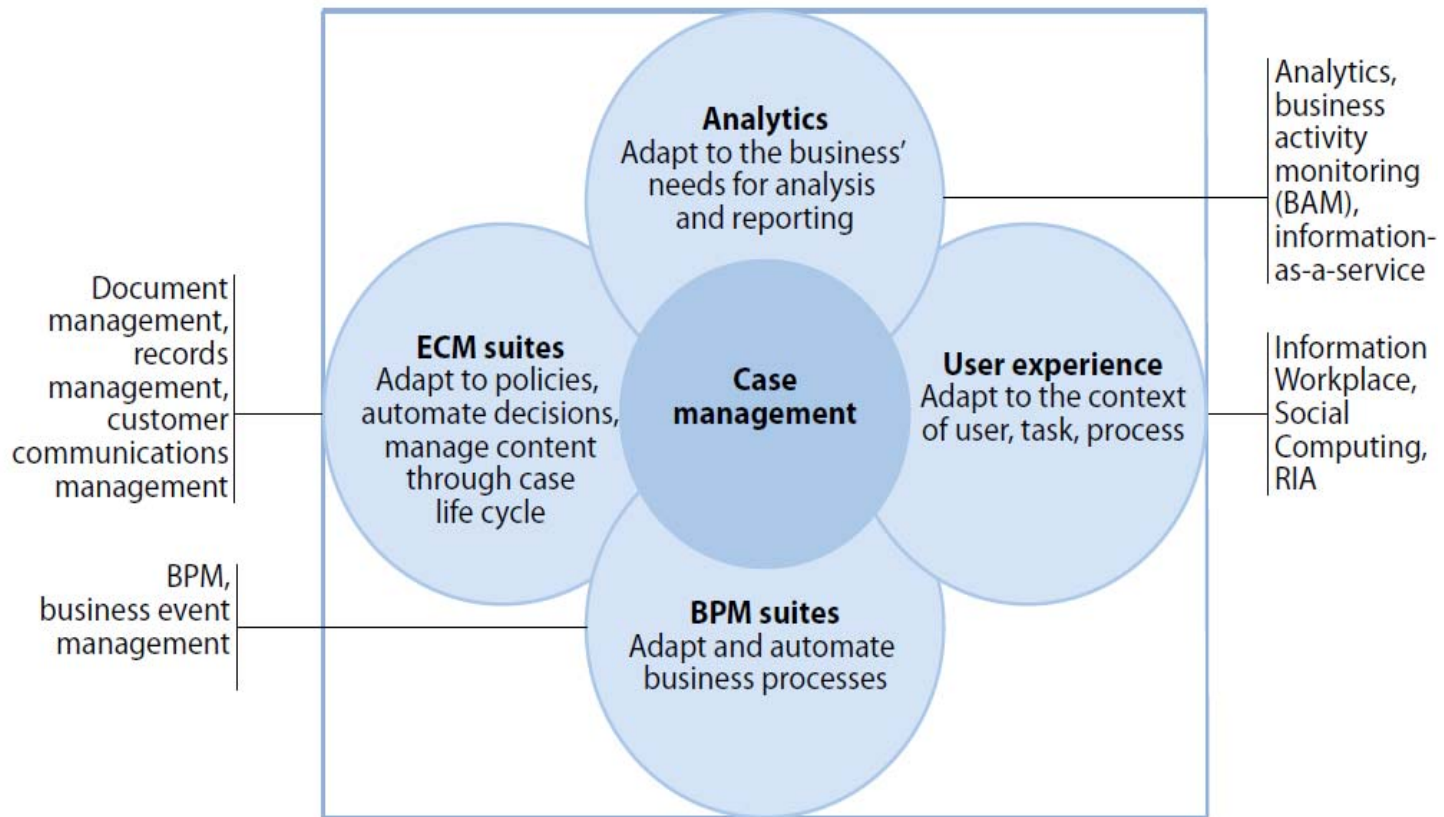 Analytics
Adapt to the business’
needs for analysis
and reporting
Analytics,
business
activity
monitoring
(BAM),
information-
as-a-service
Document
management,
records
management,
customer
communications
management
ECM suites
Adapt to policies,
automate decisions,
manage content
through case
life cycle
Case
management
User experience
Adapt to the context
of user, task, process
Information
Workplace,
Social
Computing,
RIA
BPM,
business event
management
BPM suites
Adapt and automate
business processes